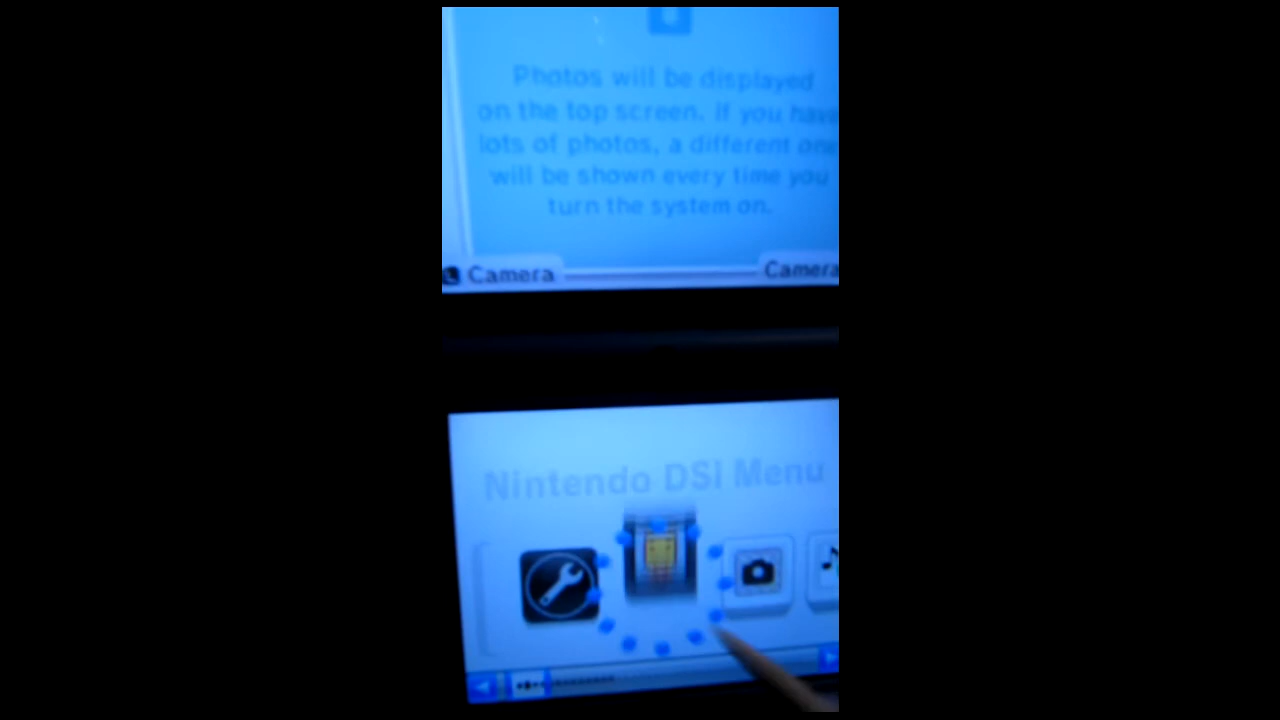 Photos will be displayed
on the top screen. If you have
lots of photos, a different one
will be shown every time you
turn the system on.
L Camera Camera
Nintendo DSi Menu